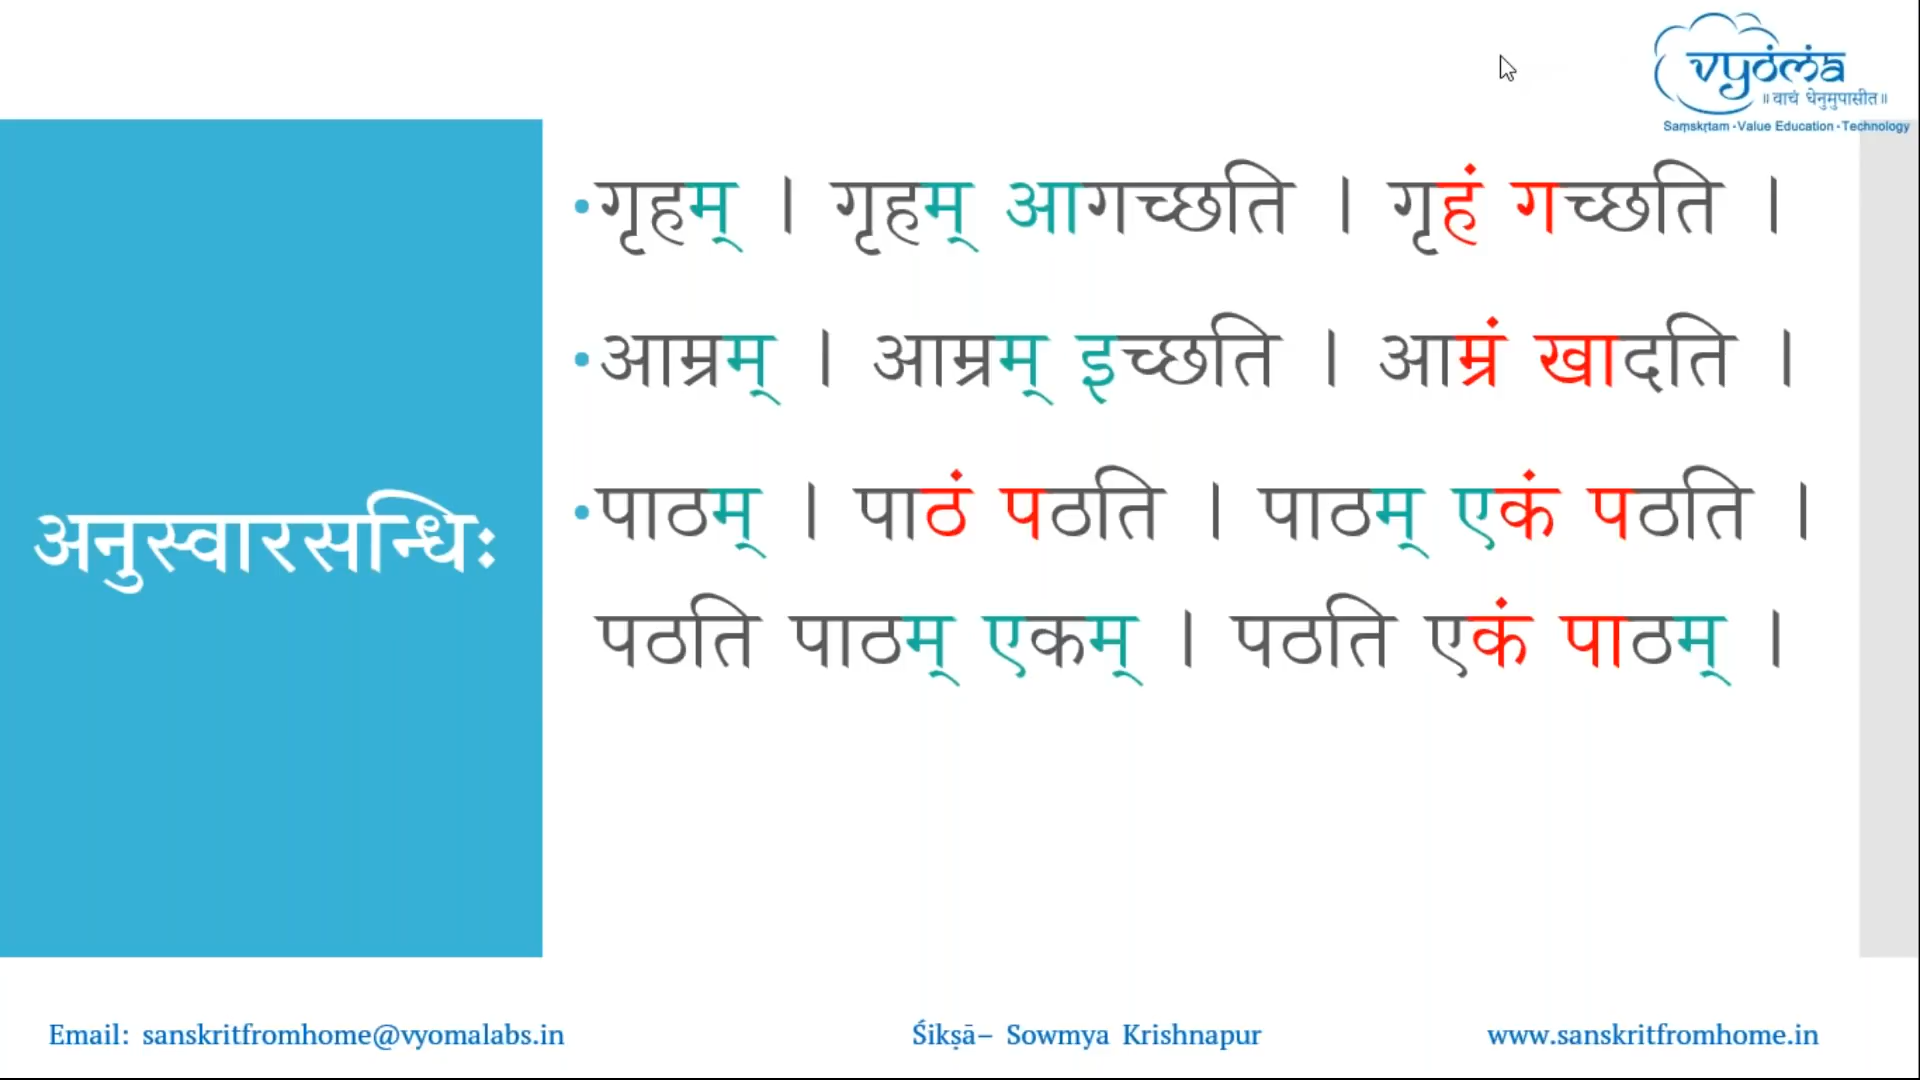 vyoma
॥ वाचं धेनुमुपासीत॥
Saṃskṛtam - Value Education - Technology
•गृहम् । गृहम् आगच्छति । गृहं गच्छति ।
•आम्रम् । आम्रम् इच्छति । आम्रं खादति ।
अनुस्वारसन्धिः
•पाठम् । पाठं पठति । पाठम् एकं पठति ।
पठति पाठम् एकम् । पठति एकं पाठम् ।
Email: sanskritfromhome@vyomalabs.in
Śikṣā– Sowmya Krishnapur
www.sanskritfromhome.in